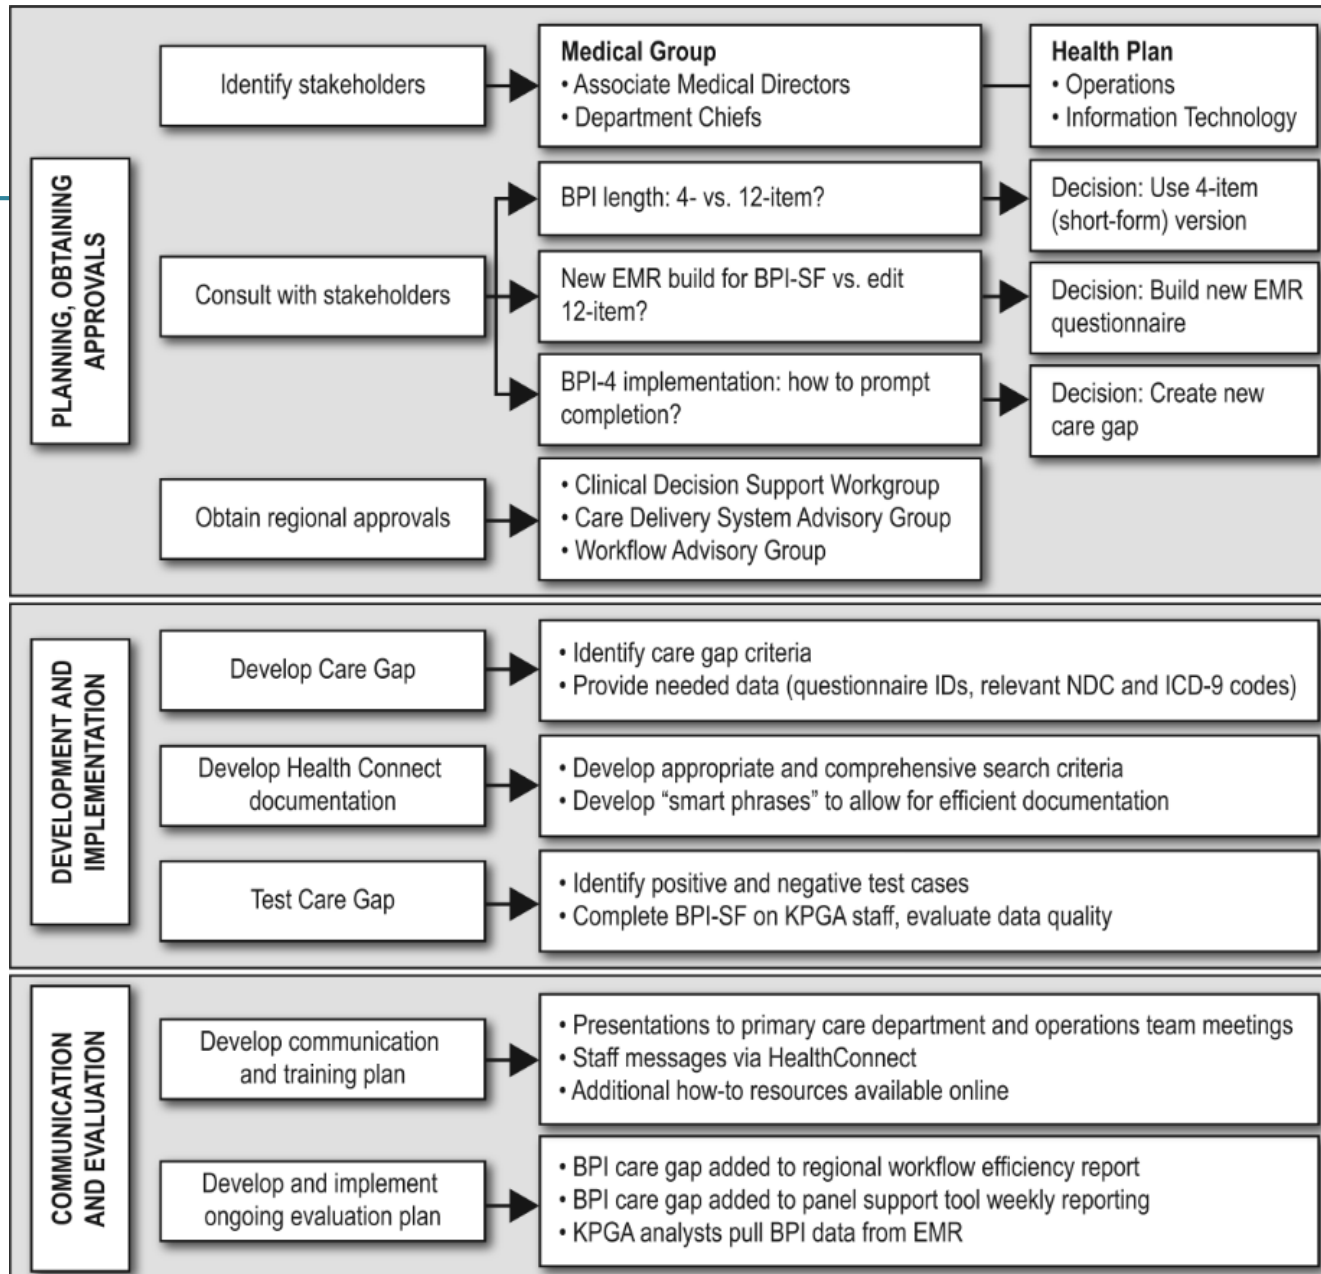 PLANNING, OBTAINING
APPROVALS
Identify stakeholders
Medical Group
• Associate Medical Directors
• Department Chiefs
Health Plan
• Operations
• Information Technology
Consult with stakeholders
BPI length: 4- vs. 12-item?
Decision: Use 4-item
(short-form) version
New EMR build for BPI-SF vs. edit
12-item?
Decision: Build new EMR
questionnaire
BPI-4 implementation: how to prompt
completion?
Decision: Create new
care gap
Obtain regional approvals
• Clinical Decision Support Workgroup
• Care Delivery System Advisory Group
• Workflow Advisory Group
DEVELOPMENT AND
IMPLEMENTATION
Develop Care Gap
• Identify care gap criteria
• Provide needed data (questionnaire IDs, relevant NDC and ICD-9 codes)
Develop Health Connect
documentation
• Develop appropriate and comprehensive search criteria
• Develop “smart phrases” to allow for efficient documentation
Test Care Gap
• Identify positive and negative test cases
• Complete BPI-SF on KPGA staff, evaluate data quality
COMMUNICATION
AND EVALUATION
Develop communication
and training plan
• Presentations to primary care department and operations team meetings
• Staff messages via HealthConnect
• Additional how-to resources available online
Develop and implement
ongoing evaluation plan
• BPI care gap added to regional workflow efficiency report
• BPI care gap added to panel support tool weekly reporting
• KPGA analysts pull BPI data from EMR